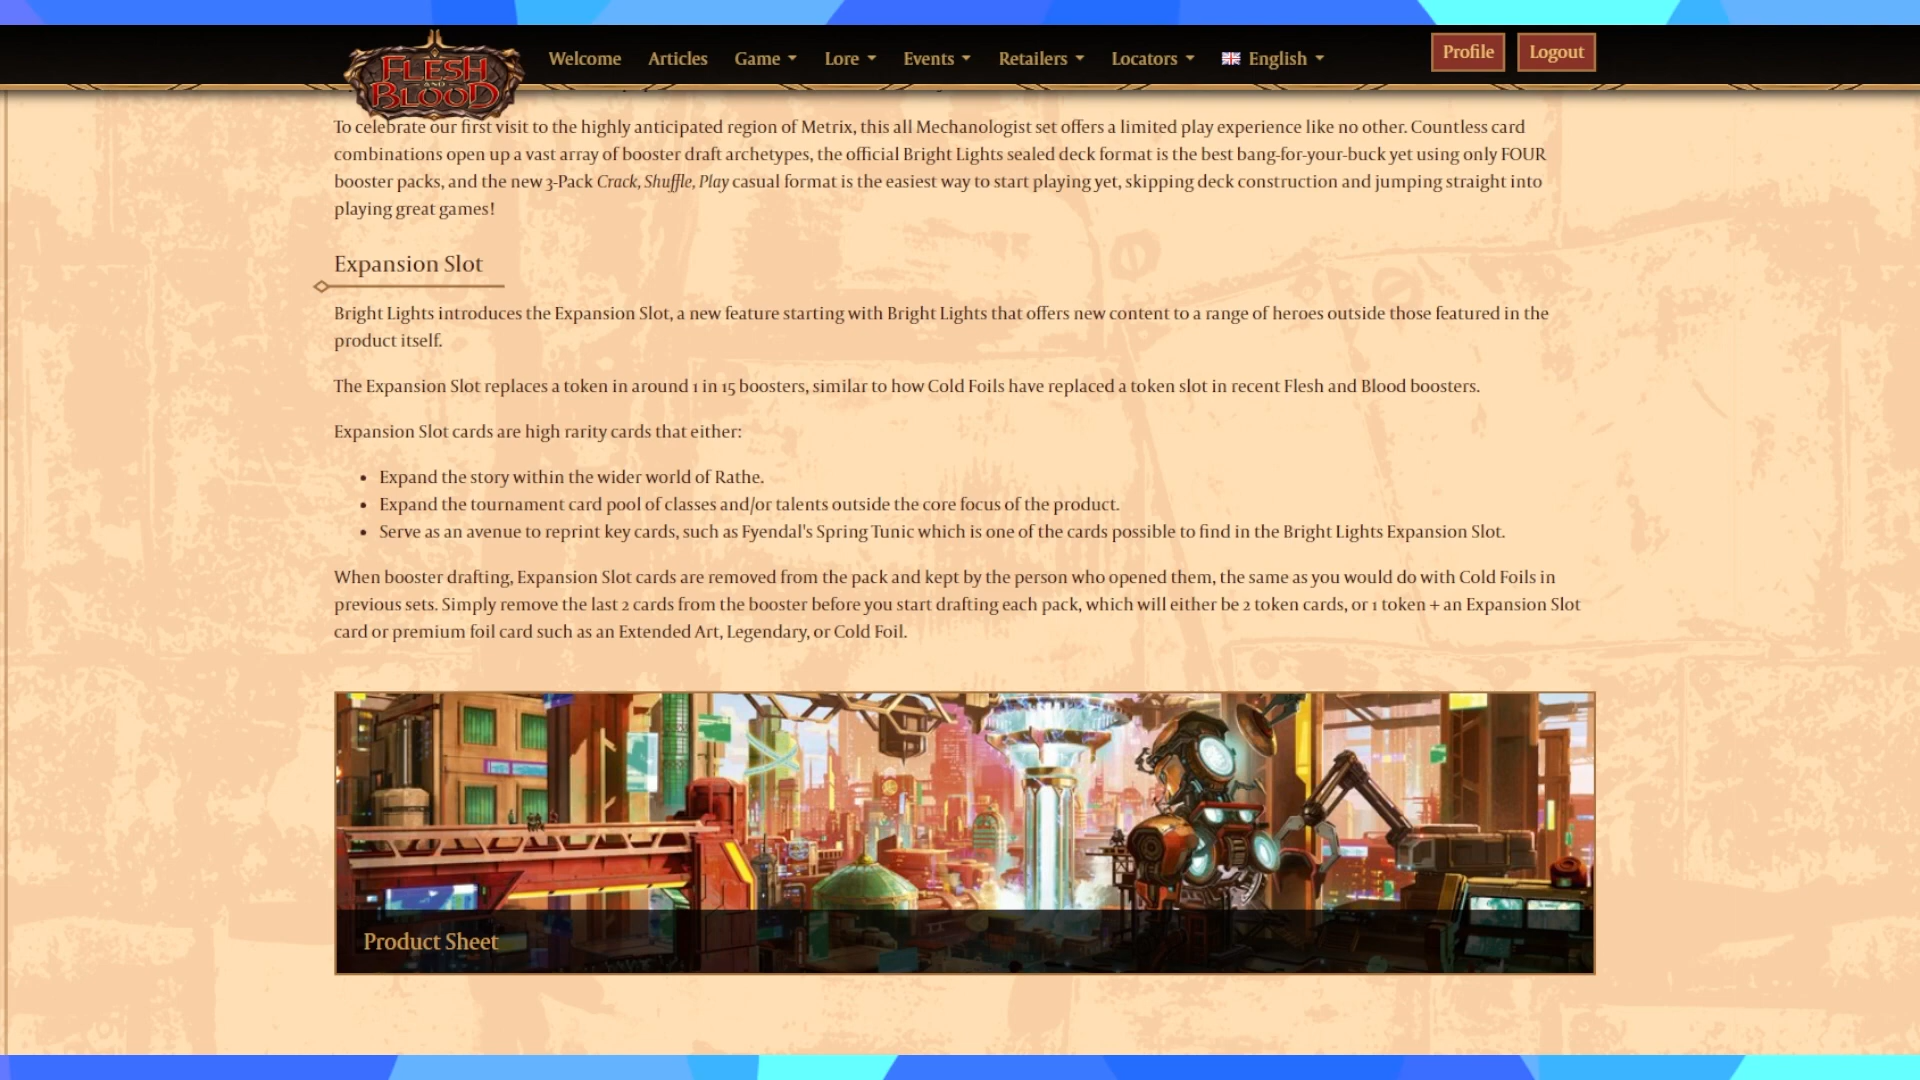 Welcome Articles Game Lore Events Retailers Locators English Profile Logout
FLESH
AND
BLOOD
To celebrate our first visit to the highly anticipated region of Metrix, this all Mechanologist set offers a limited play experience like no other. Countless card
combinations open up a vast array of booster draft archetypes, the official Bright Lights sealed deck format is the best bang-for-your-buck yet using only FOUR
booster packs, and the new 3-Pack Crack, Shuffle, Play casual format is the easiest way to start playing yet, skipping deck construction and jumping straight into
playing great games!
Expansion Slot
Bright Lights introduces the Expansion Slot, a new feature starting with Bright Lights that offers new content to a range of heroes outside those featured in the
product itself.
The Expansion Slot replaces a token in around 1 in 15 boosters, similar to how Cold Foils have replaced a token slot in recent Flesh and Blood boosters.
Expansion Slot cards are high rarity cards that either:
• Expand the story within the wider world of Rathe.
• Expand the tournament card pool of classes and/or talents outside the core focus of the product.
• Serve as an avenue to reprint key cards, such as Fyendal's Spring Tunic which is one of the cards possible to find in the Bright Lights Expansion Slot.
When booster drafting, Expansion Slot cards are removed from the pack and kept by the person who opened them, the same as you would do with Cold Foils in
previous sets. Simply remove the last 2 cards from the booster before you start drafting each pack, which will either be 2 token cards, or 1 token + an Expansion Slot
card or premium foil card such as an Extended Art, Legendary, or Cold Foil.
Product Sheet